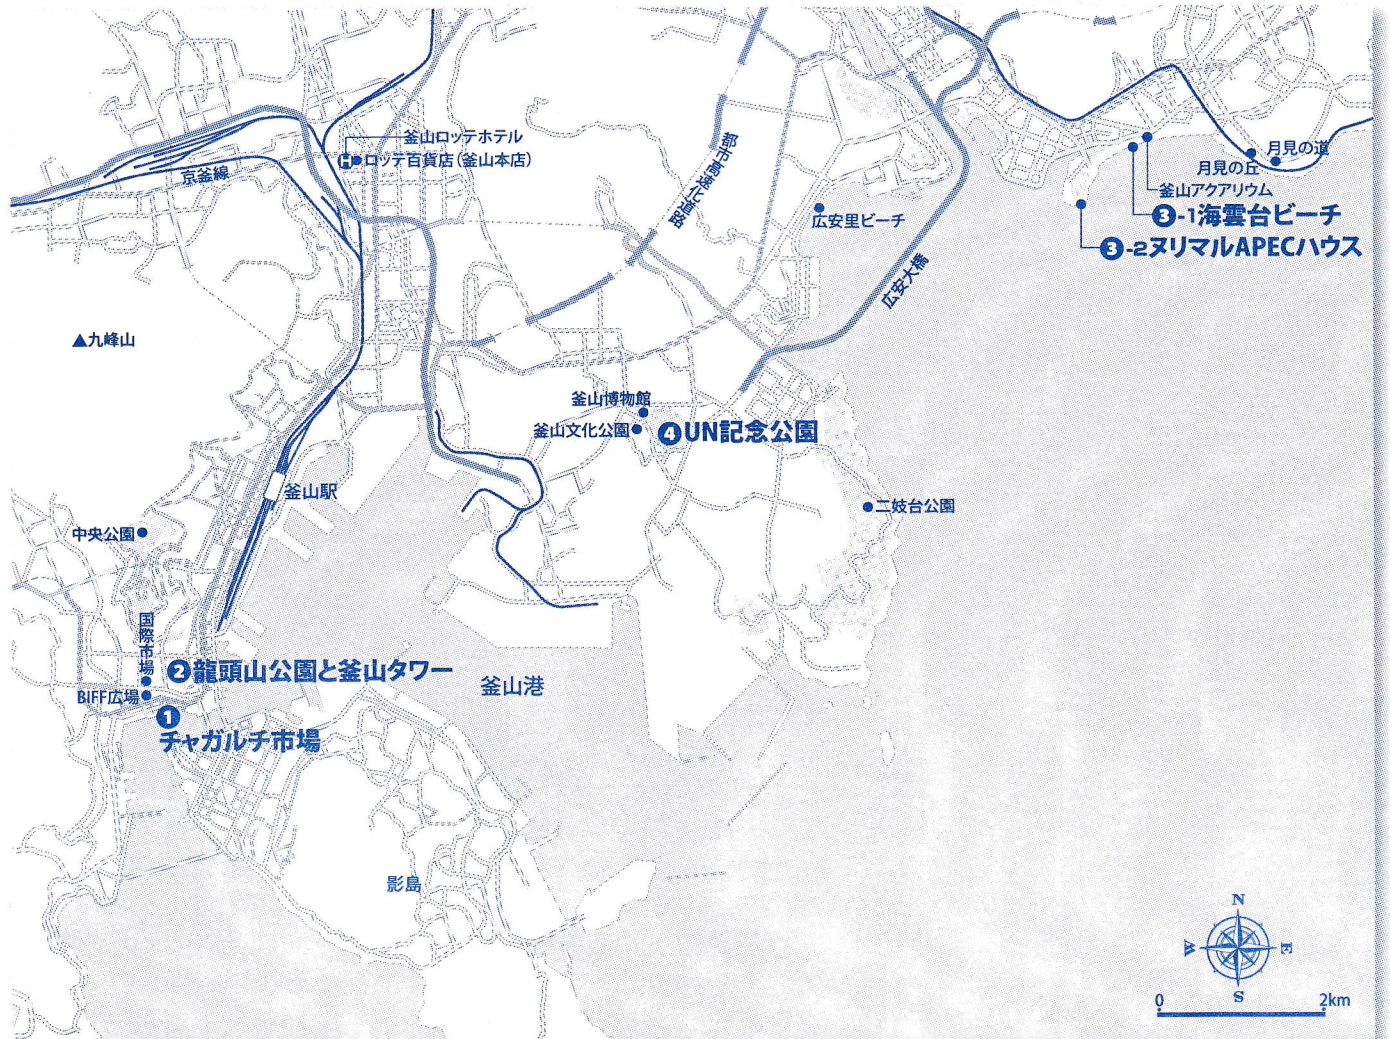 釜山ロッテホテル
H ロッテ百貨店(釜山本店)
京釜線
都市高速化道路
広安里ビーチ
広安大橋
月見の道
月見の丘
釜山アクアリウム
❸-1海雲台ビーチ
❸-2ヌリマルAPECハウス
▲九峰山
釜山博物館
釜山文化公園
❹UN記念公園
二妓台公園
釜山駅
中央公園
国際市場
❷龍頭山公園と釜山タワー
BIFF広場
❶
チャガルチ市場
釜山港
影島
N
W
E
S
0
2km